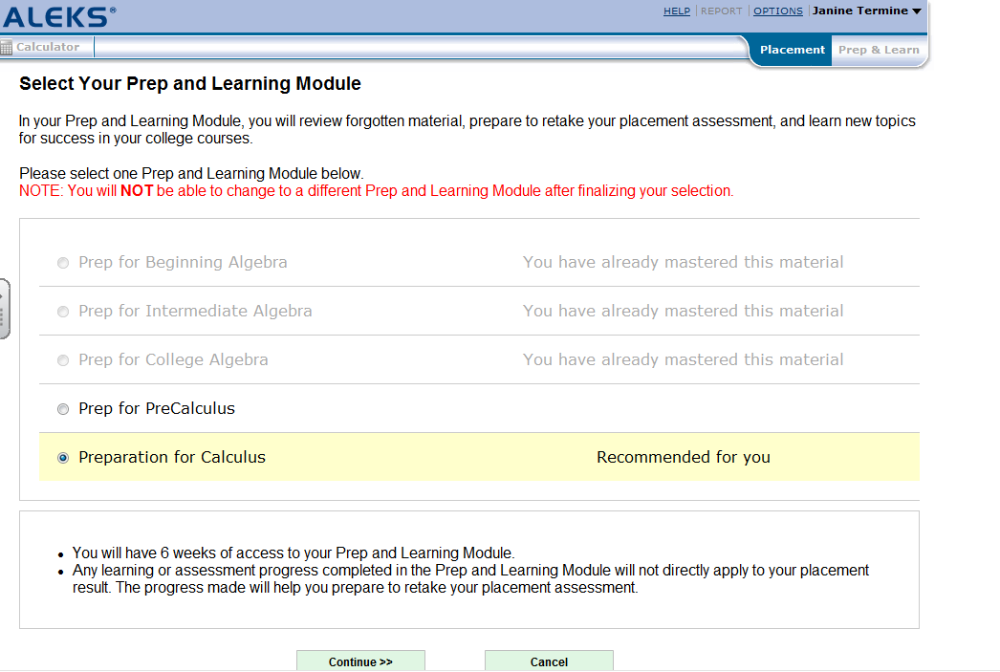 ALEKS®
HELP REPORT OPTIONS Janine Termine
Calculator
Placement Prep & Learn
Select Your Prep and Learning Module
In your Prep and Learning Module, you will review forgotten material, prepare to retake your placement assessment, and learn new topics
for success in your college courses.
Please select one Prep and Learning Module below.
NOTE: You will NOT be able to change to a different Prep and Learning Module after finalizing your selection.
Prep for Beginning Algebra You have already mastered this material
Prep for Intermediate Algebra You have already mastered this material
Prep for College Algebra You have already mastered this material
Prep for PreCalculus
Preparation for Calculus Recommended for you
• You will have 6 weeks of access to your Prep and Learning Module.
• Any learning or assessment progress completed in the Prep and Learning Module will not directly apply to your placement
result. The progress made will help you prepare to retake your placement assessment.
Continue >> Cancel